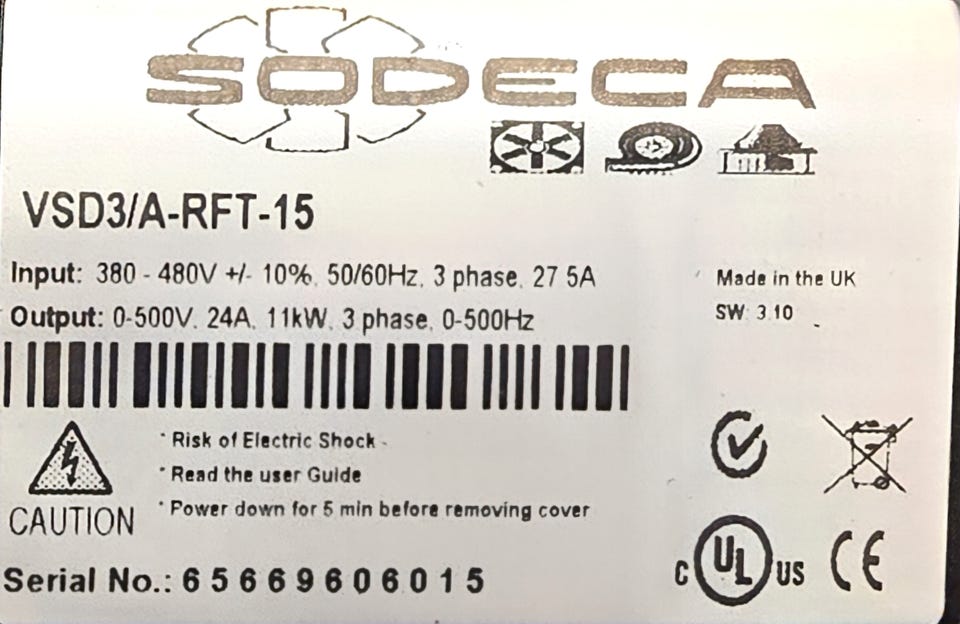 SODECA
VSD3/A-RFT-15
Input: 380 - 480V +/- 10%, 50/60Hz, 3 phase, 27 5A
Output: 0-500V, 24A, 11kW, 3 phase, 0-500Hz
Made in the UK
SW: 3.10
CAUTION
* Risk of Electric Shock
* Read the user Guide
* Power down for 5 min before removing cover
Serial No.: 65669606015
C UL US CE